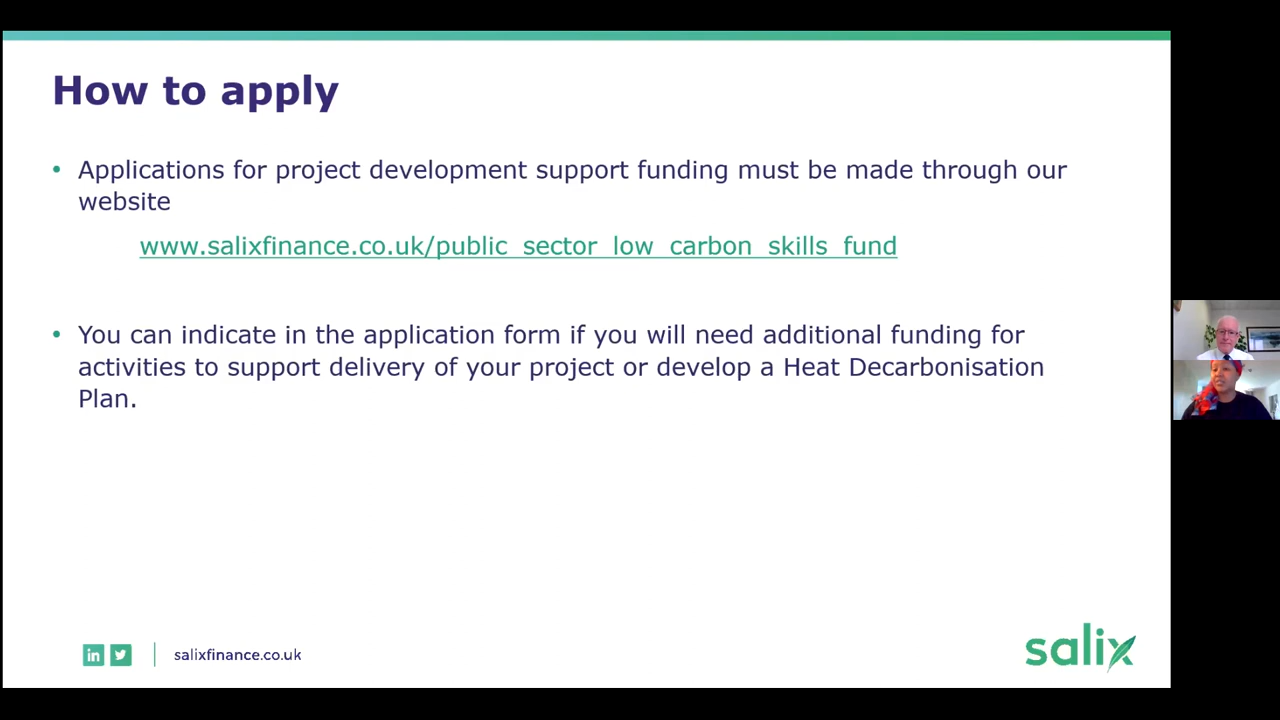 How to apply
• Applications for project development support funding must be made through our
website
www.salixfinance.co.uk/public_sector_low_carbon_skills_fund
• You can indicate in the application form if you will need additional funding for
activities to support delivery of your project or develop a Heat Decarbonisation
Plan.
in
salixfinance.co.uk
salix